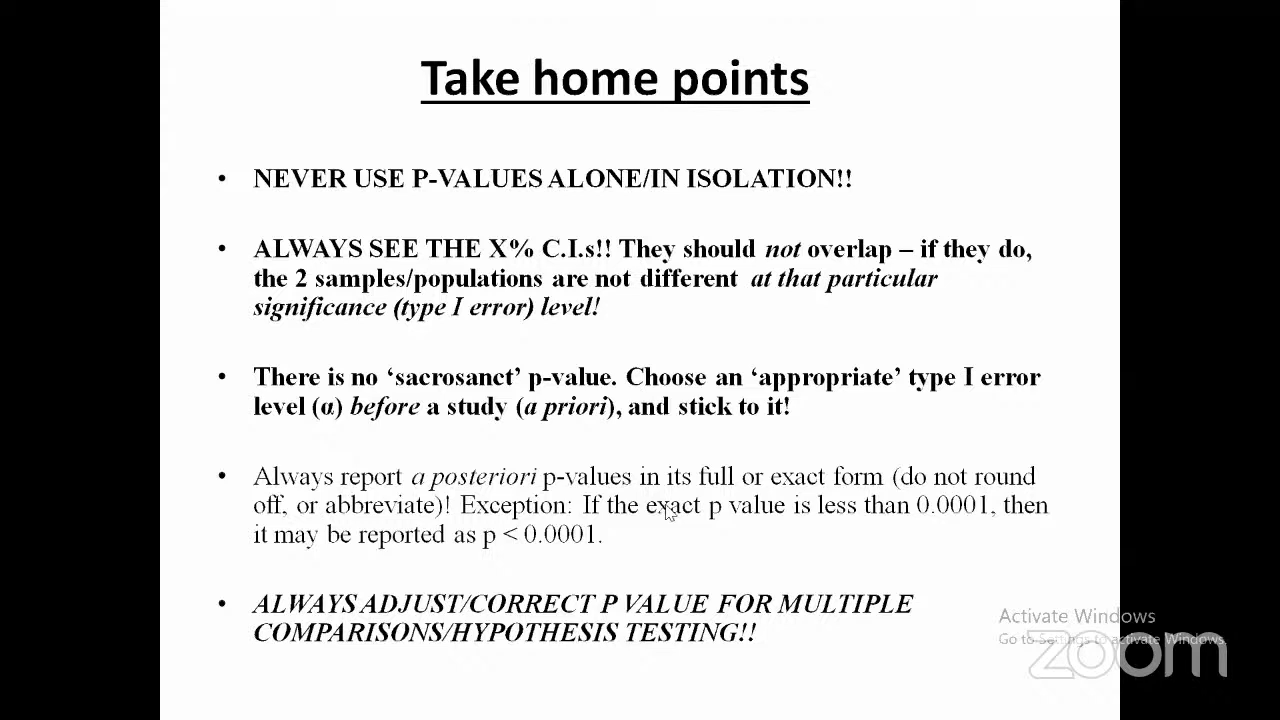 Take home points
• NEVER USE P-VALUES ALONE/IN ISOLATION!!
• ALWAYS SEE THE X% C.I.s!! They should not overlap – if they do,
the 2 samples/populations are not different at that particular
significance (type I error) level!
• There is no ‘sacrosanct’ p-value. Choose an ‘appropriate’ type I error
level (α) before a study (a priori), and stick to it!
• Always report a posteriori p-values in its full or exact form (do not round
off, or abbreviate)! Exception: If the exact p value is less than 0.0001, then
it may be reported as p < 0.0001.
• ALWAYS ADJUST/CORRECT P VALUE FOR MULTIPLE
COMPARISONS/HYPOTHESIS TESTING!!
Activate Windows
Go to Settings to activate Windows.
zoom